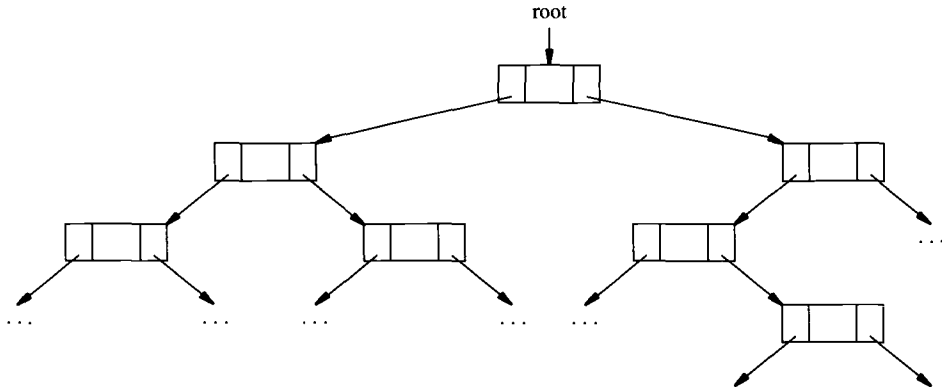 root
. . .
. . . . . . . . . . . . . . .